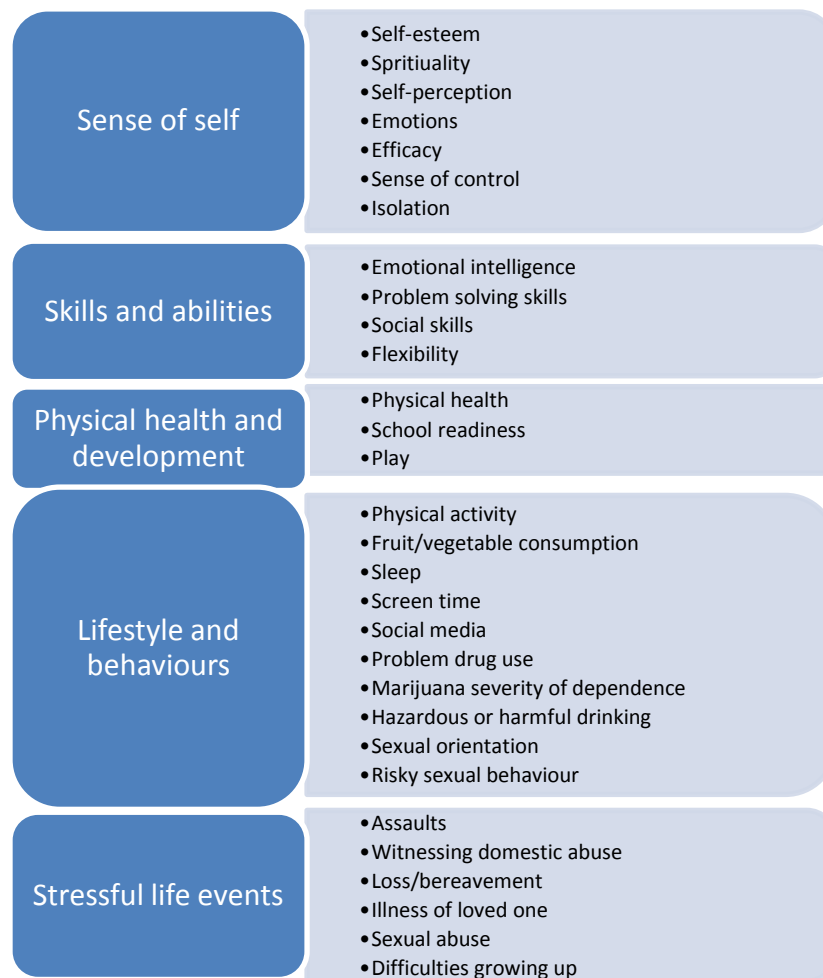 Sense of self
•Self-esteem
•Spritiuality
•Self-perception
•Emotions
•Efficacy
•Sense of control
•Isolation
Skills and abilities
•Emotional intelligence
•Problem solving skills
•Social skills
•Flexibility
Physical health and
development
•Physical health
•School readiness
•Play
Lifestyle and
behaviours
•Physical activity
•Fruit/vegetable consumption
•Sleep
•Screen time
•Social media
•Problem drug use
•Marijuana severity of dependence
•Hazardous or harmful drinking
•Sexual orientation
•Risky sexual behaviour
Stressful life events
•Assaults
•Witnessing domestic abuse
•Loss/bereavement
•Illness of loved one
•Sexual abuse
•Difficulties growing up